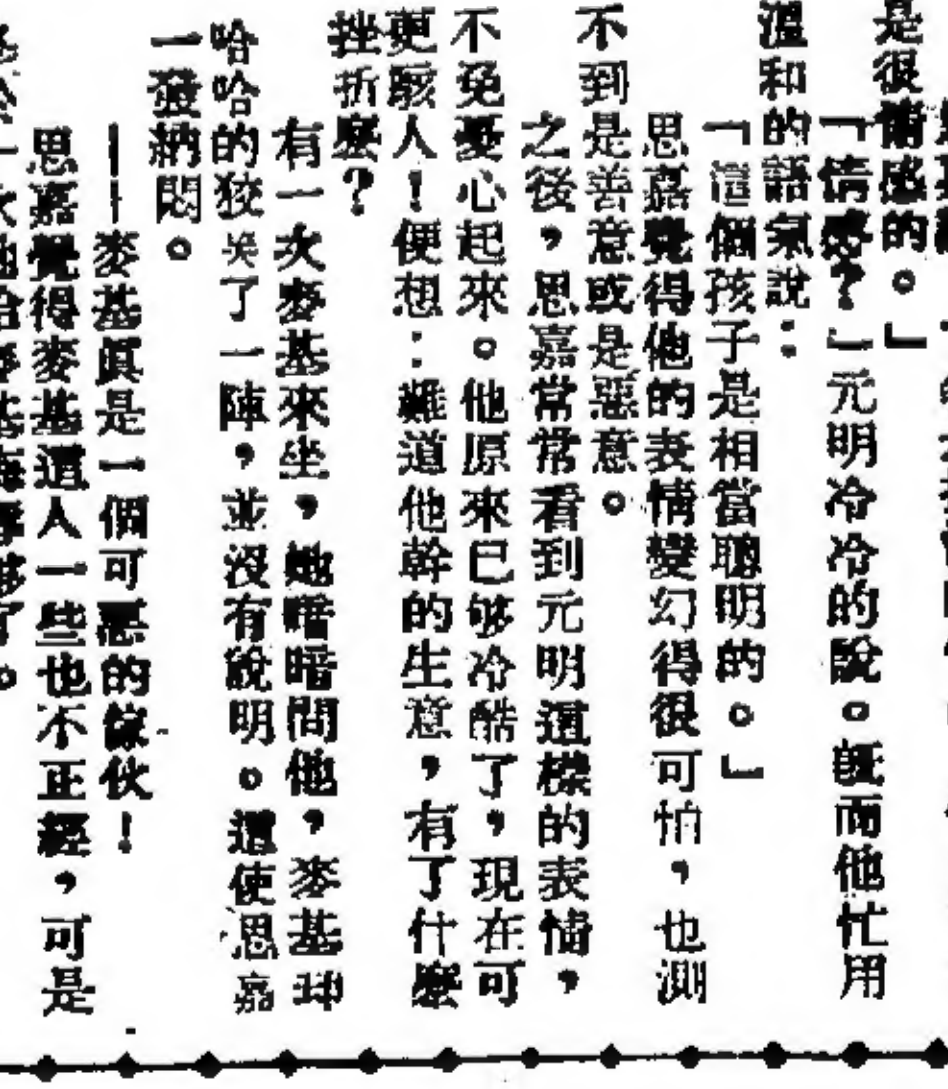 是很情感的。」
「情感？」元明冷冷的說。旣而他忙用
溫和的語氣說：
「這個孩子是相當聰明的。」
思嘉覺得他的表情變幻得很可怕，也測
不到是善意或是惡意。
之後，思嘉常常看到元明這樣的表情，
不免憂心起來。他原來已够冷酷了，現在可
更駭人！便想：難道他幹的生意，有了什麼
挫折麼？
有一次麥基來坐，她暗暗問他，麥基却
哈哈的狡笑了一陣，並沒有說明。這使思嘉
一發納悶。
——麥基眞是一個可惡的傢伙！
思嘉覺得麥基這人一些也不正經，可是